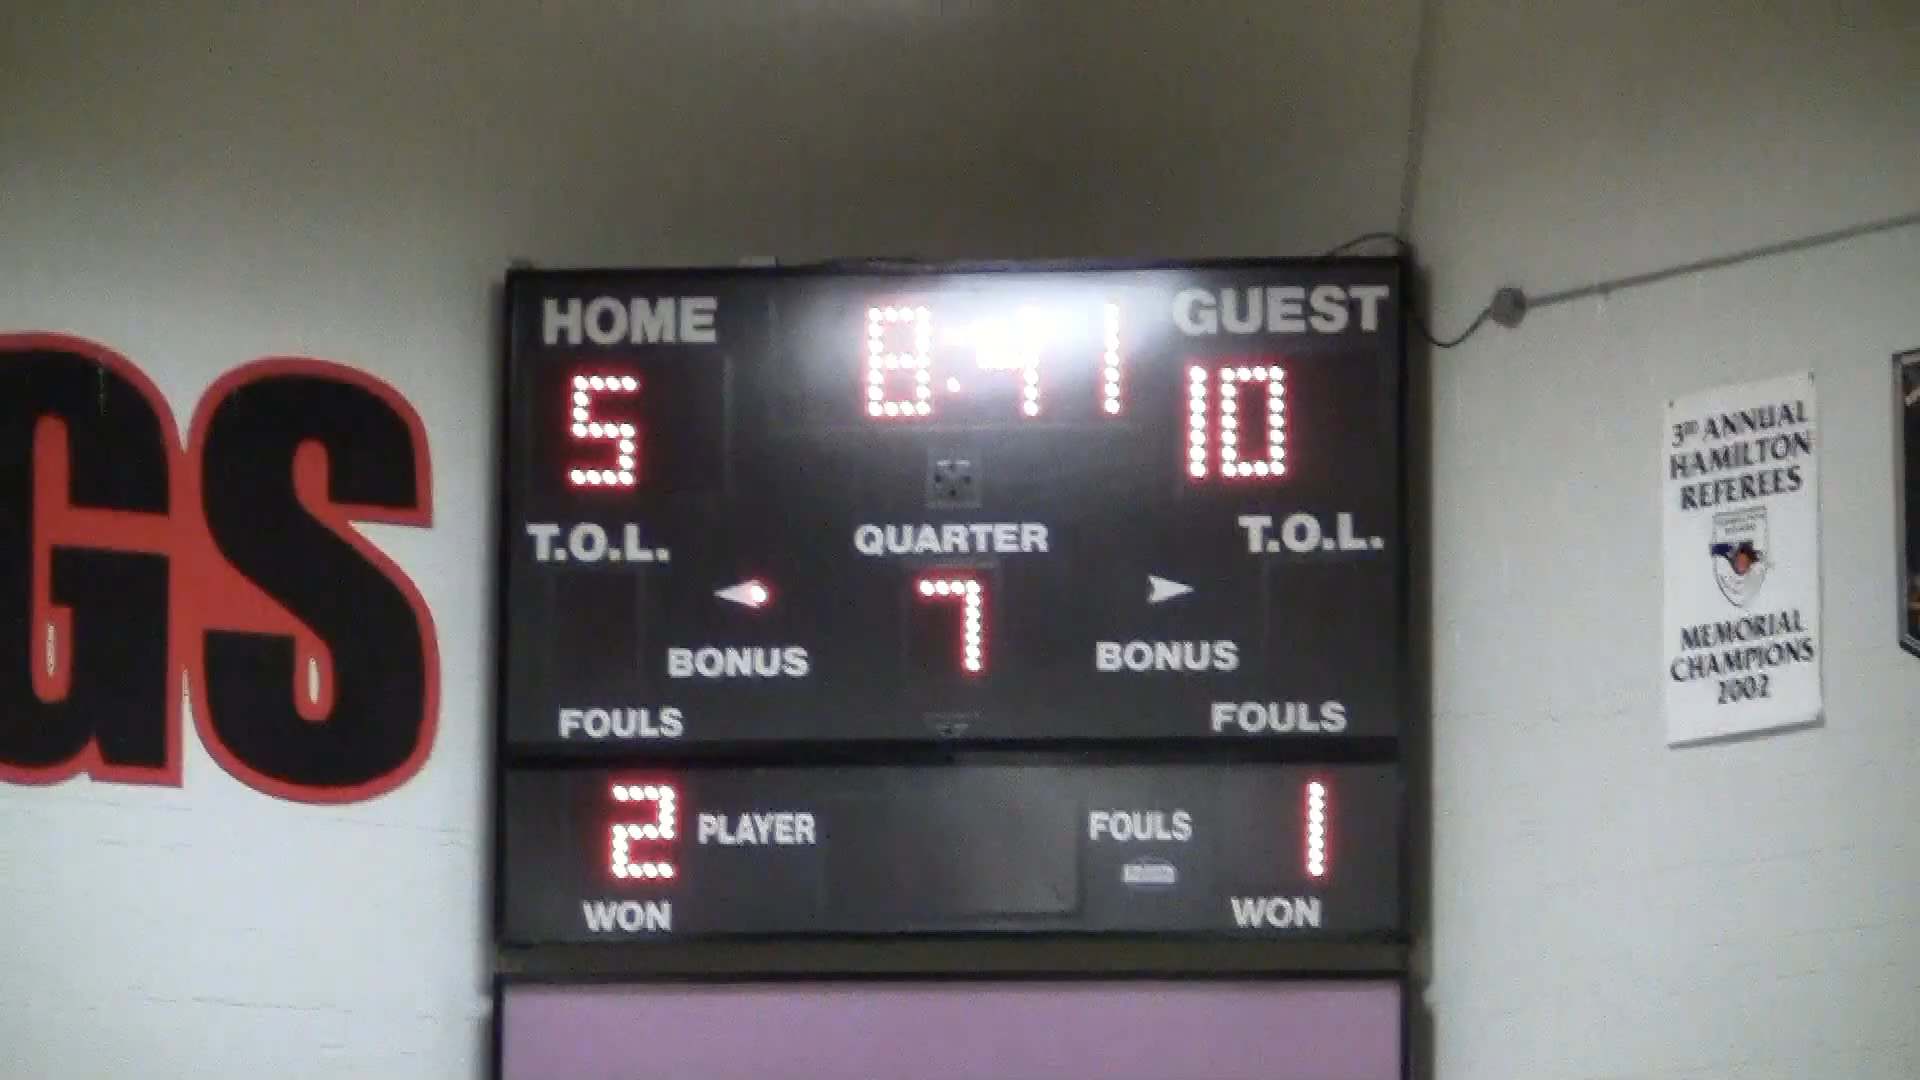 GS
HOME
8:41
GUEST
5
10
T.O.L.
QUARTER
T.O.L.
7
BONUS
BONUS
FOULS
FOULS
2
PLAYER
FOULS
1
WON
WON
3RD ANNUAL
HAMILTON
REFEREES
MEMORIAL
CHAMPIONS
2002